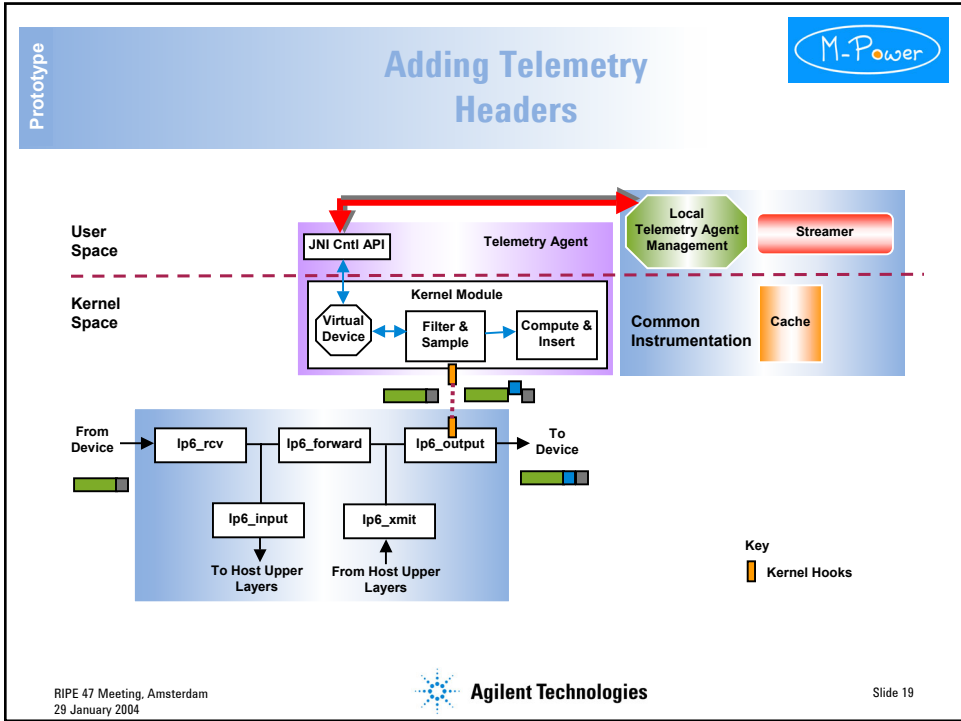 Prototype
Adding Telemetry
Headers
M-Power
User
Space
JNI Cntl API
Telemetry Agent
Local
Telemetry Agent
Management
Streamer
Kernel
Space
Kernel Module
Virtual
Device
Filter &
Sample
Compute &
Insert
Common
Instrumentation
Cache
From
Device
Ip6_rcv
Ip6_forward
Ip6_output
To
Device
Ip6_input
Ip6_xmit
To Host Upper
Layers
From Host Upper
Layers
Key
Kernel Hooks
RIPE 47 Meeting, Amsterdam
29 January 2004
Agilent Technologies
Slide 19